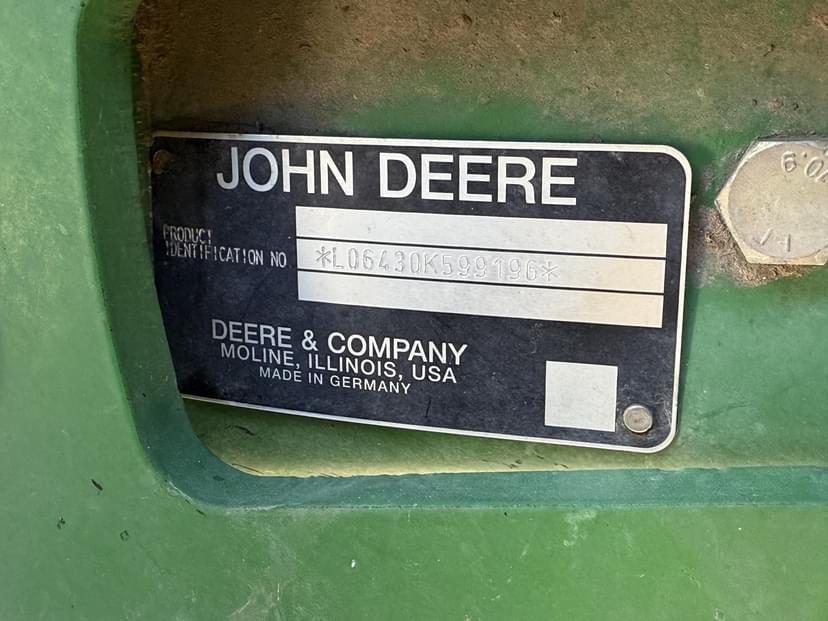 JOHN DEERE
PRODUCT
IDENTIFICATION NO
*L06430K599196*
DEERE & COMPANY
MOLINE, ILLINOIS, USA
MADE IN GERMANY